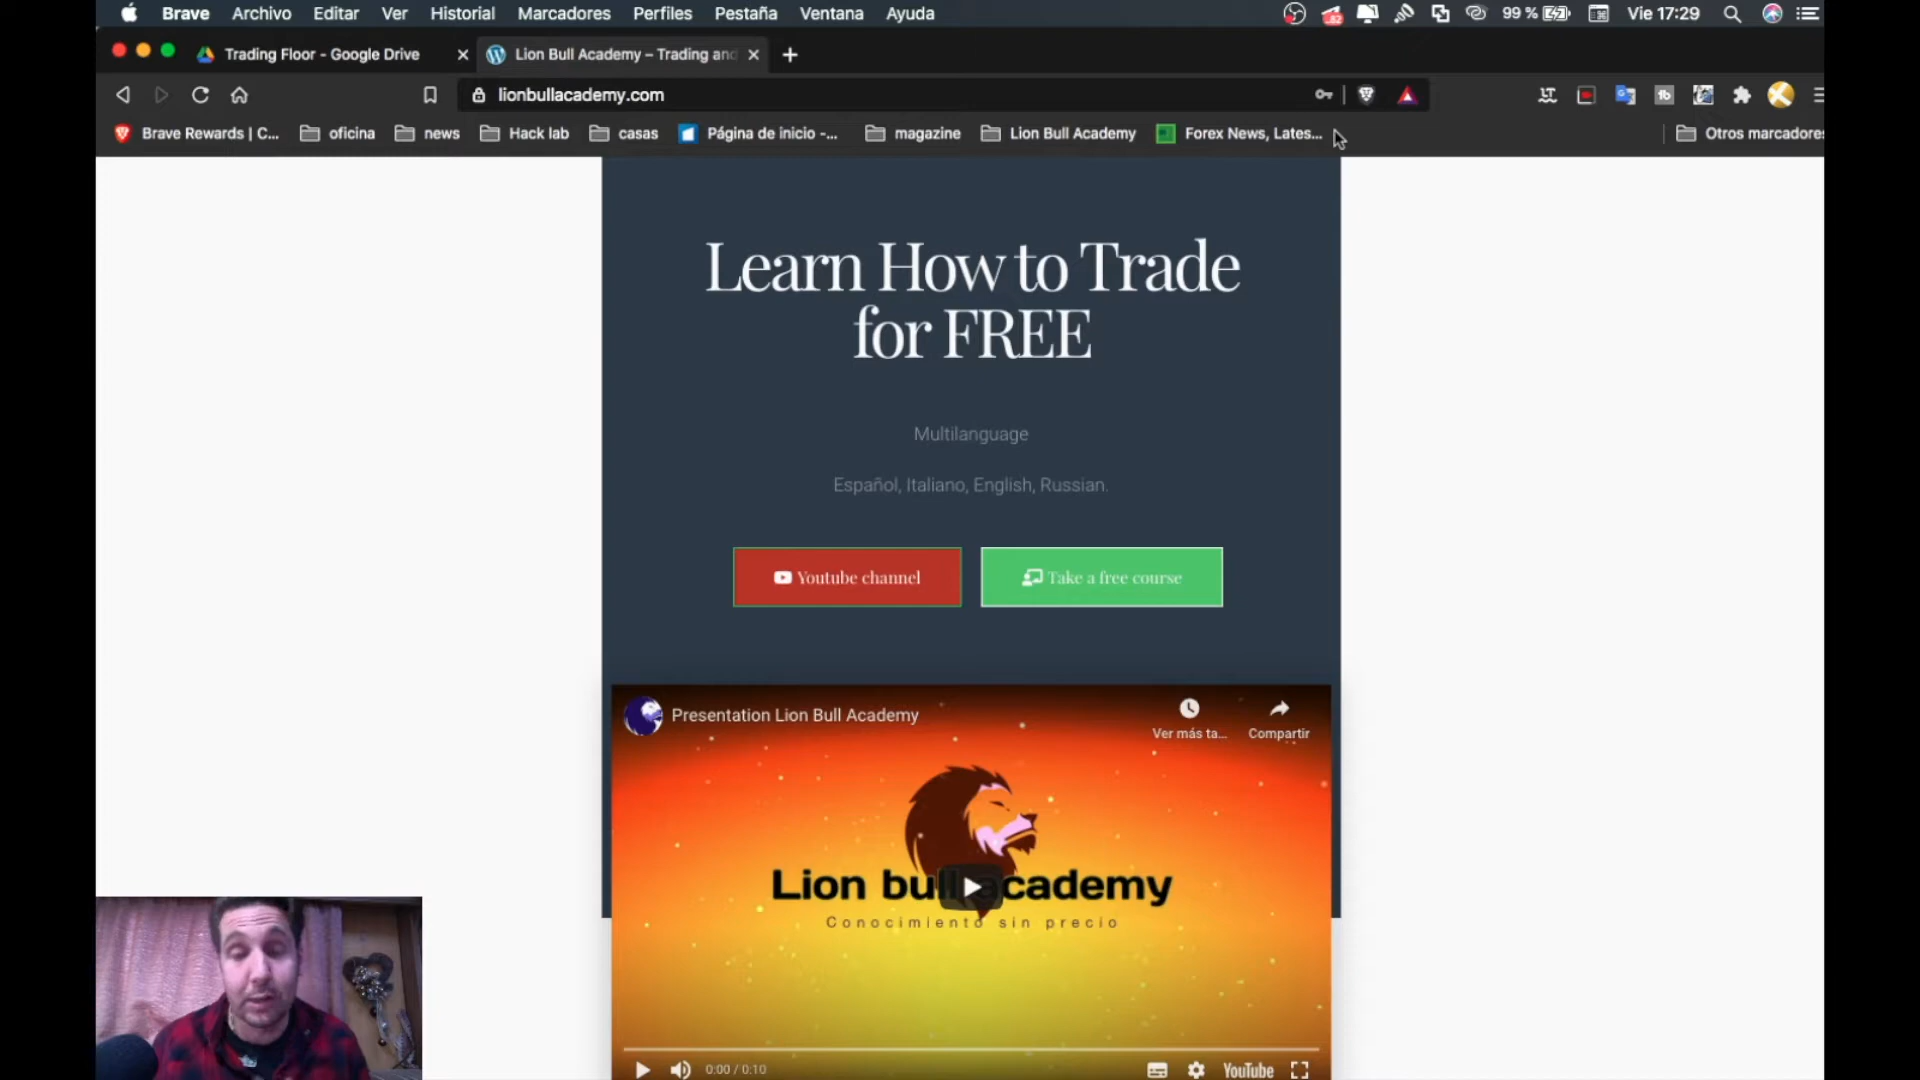 Brave Archivo Editar Ver Historial Marcadores Perfiles Pestaña Ventana Ayuda 99 % Vie 17:29
Trading Floor - Google Drive Lion Bull Academy – Trading and
lionbullacademy.com
Brave Rewards | C... oficina news Hack lab casas Página de inicio -... magazine Lion Bull Academy Forex News, Lates... Otros marcadores
Learn How to Trade
for FREE
Multilanguage
Español, Italiano, English, Russian.
Youtube channel Take a free course
Presentation Lion Bull Academy
Ver más ta... Compartir
Lion bull academy
Conocimiento sin precio
0:00 / 0:10 YouTube